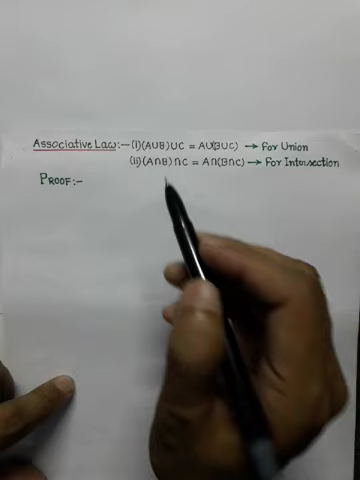 Associative Law:- (i) (A∪B)∪C = A∪(B∪C) → For Union
(ii) (A∩B)∩C = A∩(B∩C) → For Intersection
PROOF:-